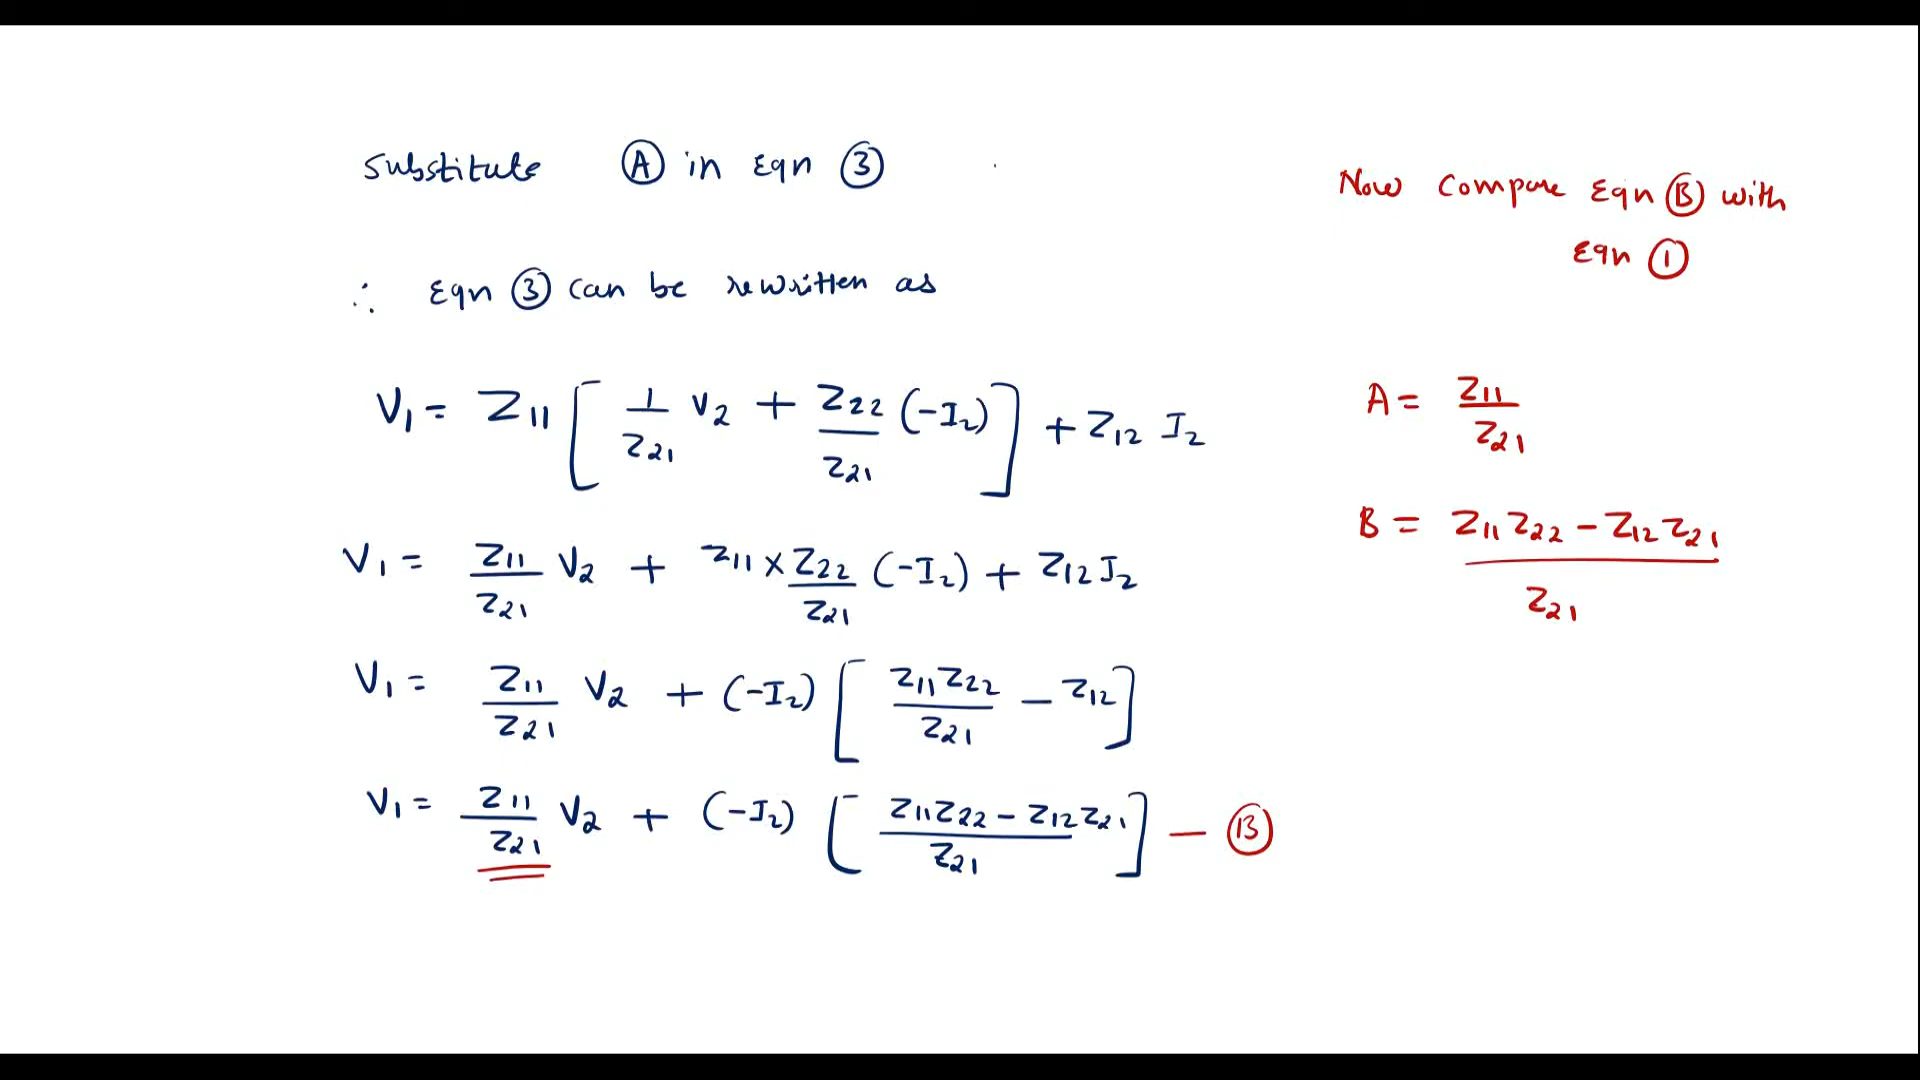 Substitute Ⓐ in Eqn ③
∴ Eqn ③ can be rewritten as
V₁ = Z₁₁ [ 1/Z₂₁ V₂ + Z₂₂/Z₂₁ (-I₂) ] + Z₁₂ I₂
V₁ = Z₁₁/Z₂₁ V₂ + Z₁₁ × Z₂₂/Z₂₁ (-I₂) + Z₁₂ I₂
V₁ = Z₁₁/Z₂₁ V₂ + (-I₂) [ Z₁₁Z₂₂/Z₂₁ - Z₁₂ ]
V₁ = Z₁₁/Z₂₁ V₂ + (-I₂) [ Z₁₁Z₂₂ - Z₁₂Z₂₁/Z₂₁ ] — Ⓑ
Now Compare Eqn Ⓑ with
Eqn ①
A = Z₁₁/Z₂₁
B = Z₁₁Z₂₂ - Z₁₂Z₂₁/Z₂₁